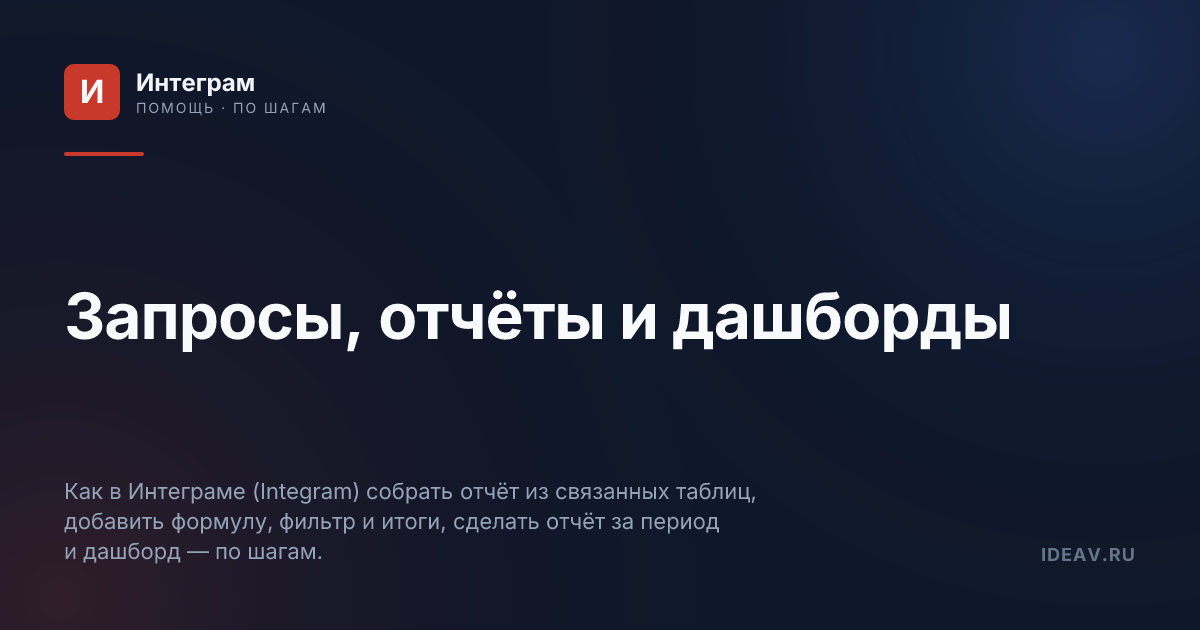 И
Интеграм
ПОМОЩЬ · ПО ШАГАМ
Запросы, отчёты и дашборды
Как в Интеграме (Integram) собрать отчёт из связанных таблиц,
добавить формулу, фильтр и итоги, сделать отчёт за период
и дашборд — по шагам.
IDEAV.RU